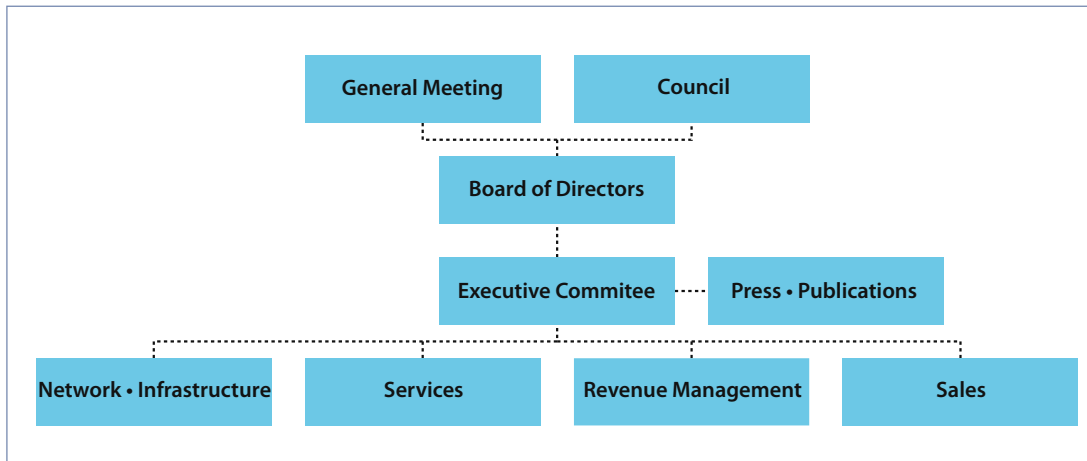 General Meeting
Council
Board of Directors
Executive Commitee
Press • Publications
Network • Infrastructure
Services
Revenue Management
Sales